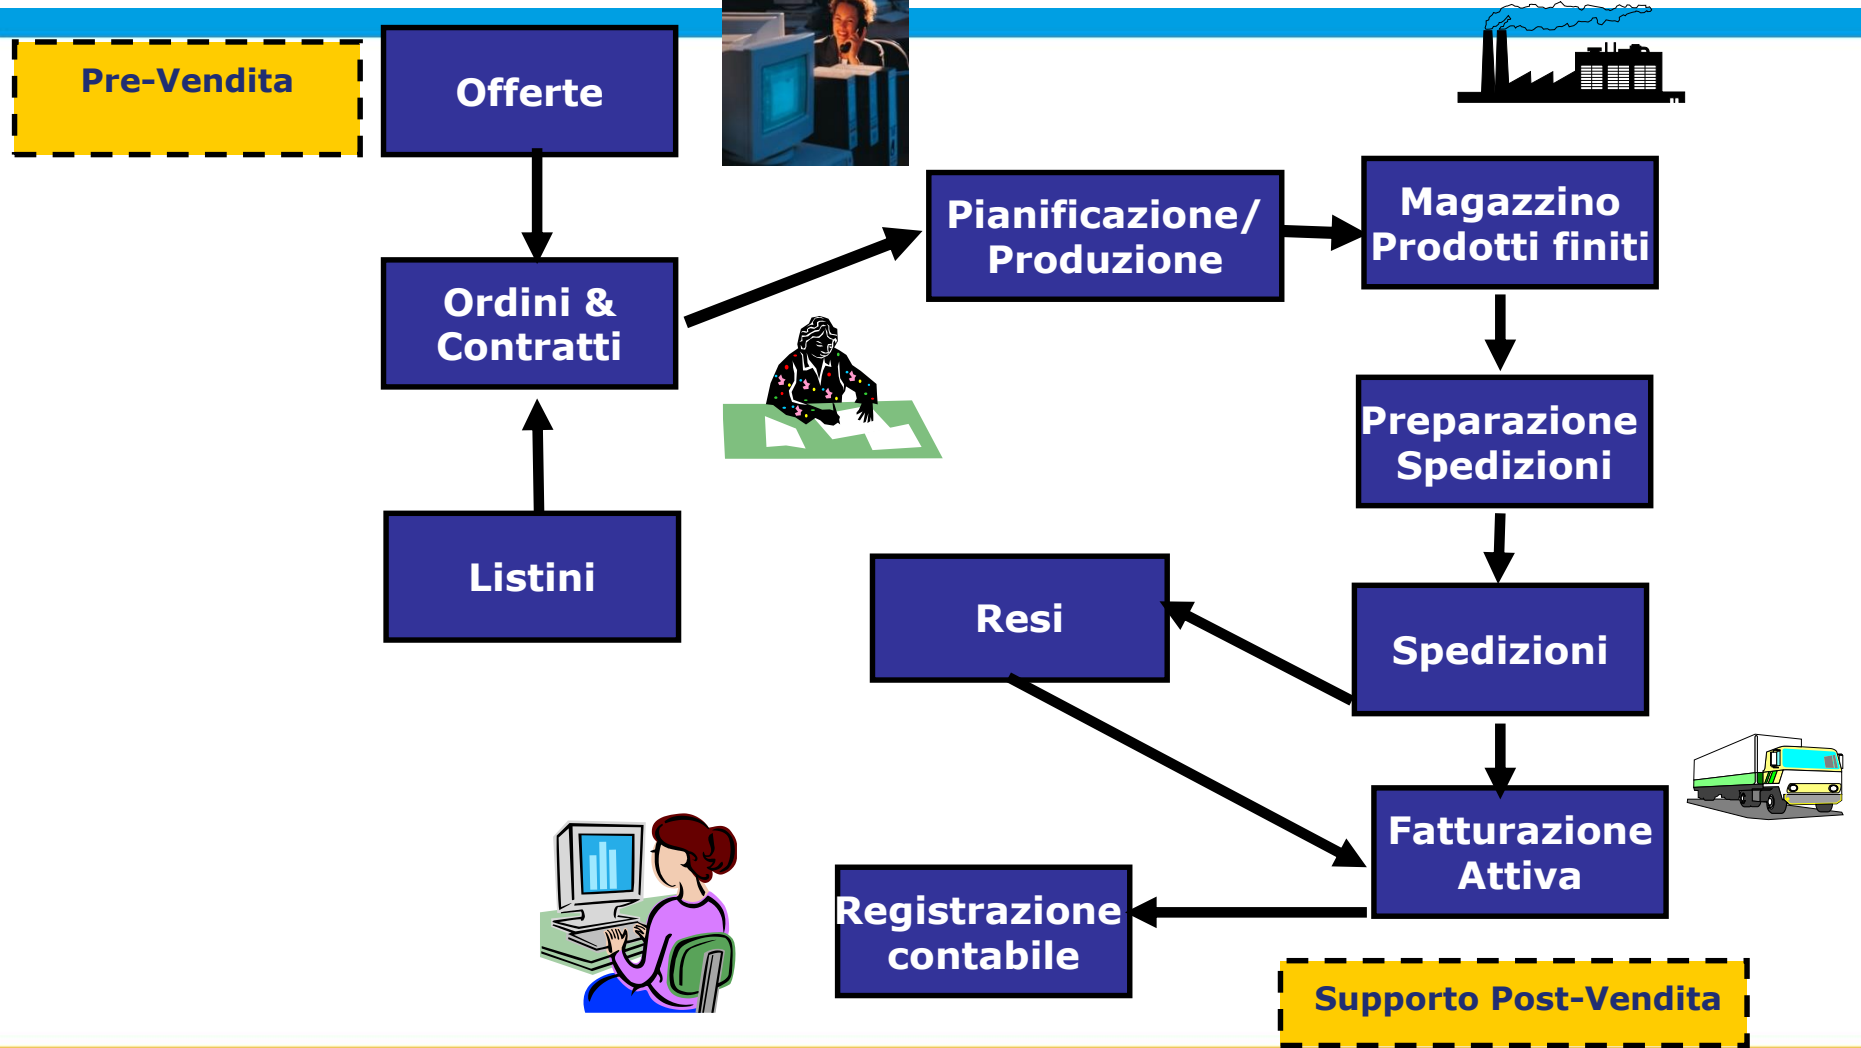 Pre-Vendita
Offerte
Pianificazione/
Produzione
Magazzino
Prodotti finiti
Ordini &
Contratti
Preparazione
Spedizioni
Listini
Resi
Spedizioni
Fatturazione
Attiva
Registrazione
contabile
Supporto Post-Vendita